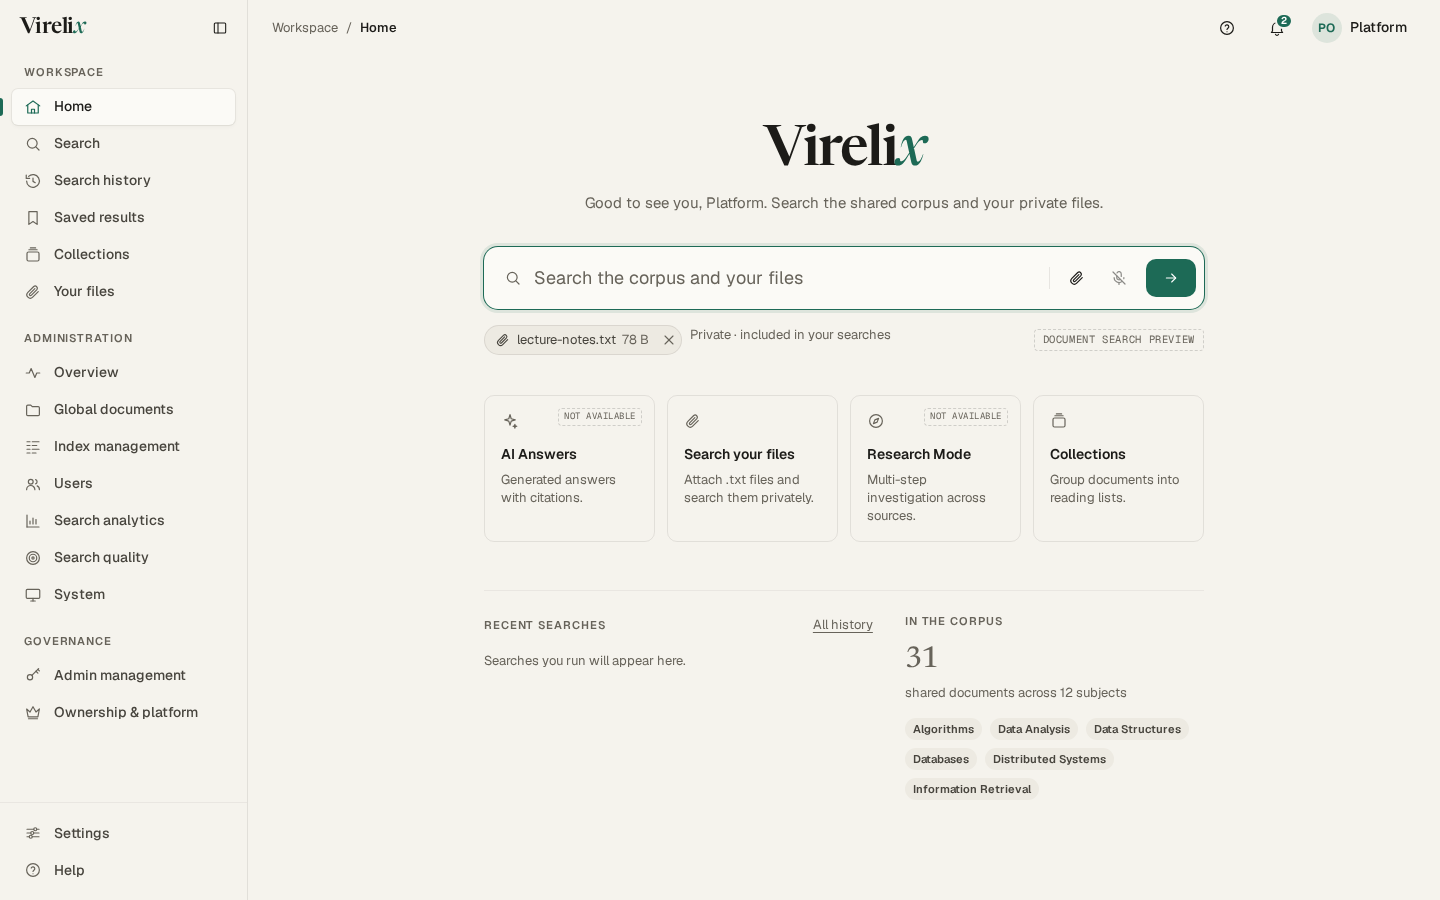 Virelix
WORKSPACE
Home
Search
Search history
Saved results
Collections
Your files
ADMINISTRATION
Overview
Global documents
Index management
Users
Search analytics
Search quality
System
GOVERNANCE
Admin management
Ownership & platform
Settings
Help
Workspace / Home
2
PO Platform
Virelix
Good to see you, Platform. Search the shared corpus and your private files.
Search the corpus and your files
lecture-notes.txt 78 B
Private · included in your searches
DOCUMENT SEARCH PREVIEW
NOT AVAILABLE
AI Answers
Generated answers
with citations.
Search your files
Attach .txt files and
search them privately.
NOT AVAILABLE
Research Mode
Multi-step
investigation across
sources.
Collections
Group documents into
reading lists.
RECENT SEARCHES
All history
Searches you run will appear here.
IN THE CORPUS
31
shared documents across 12 subjects
Algorithms Data Analysis Data Structures
Databases Distributed Systems
Information Retrieval